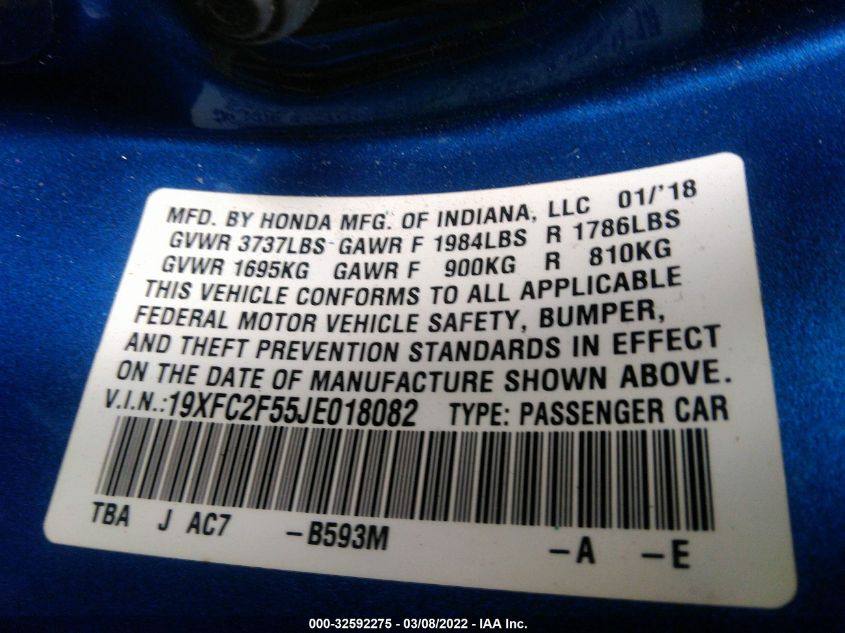 MFD. BY HONDA MFG. OF INDIANA, LLC 01/'18
GVWR 3737LBS GAWR F 1984LBS R 1786LBS
GVWR 1695KG GAWR F 900KG R 810KG
THIS VEHICLE CONFORMS TO ALL APPLICABLE
FEDERAL MOTOR VEHICLE SAFETY, BUMPER,
AND THEFT PREVENTION STANDARDS IN EFFECT
ON THE DATE OF MANUFACTURE SHOWN ABOVE.
V.I.N.:19XFC2F55JE018082 TYPE: PASSENGER CAR
TBA J AC7 -B593M -A -E
000-32592275 - 03/08/2022 - IAA Inc.